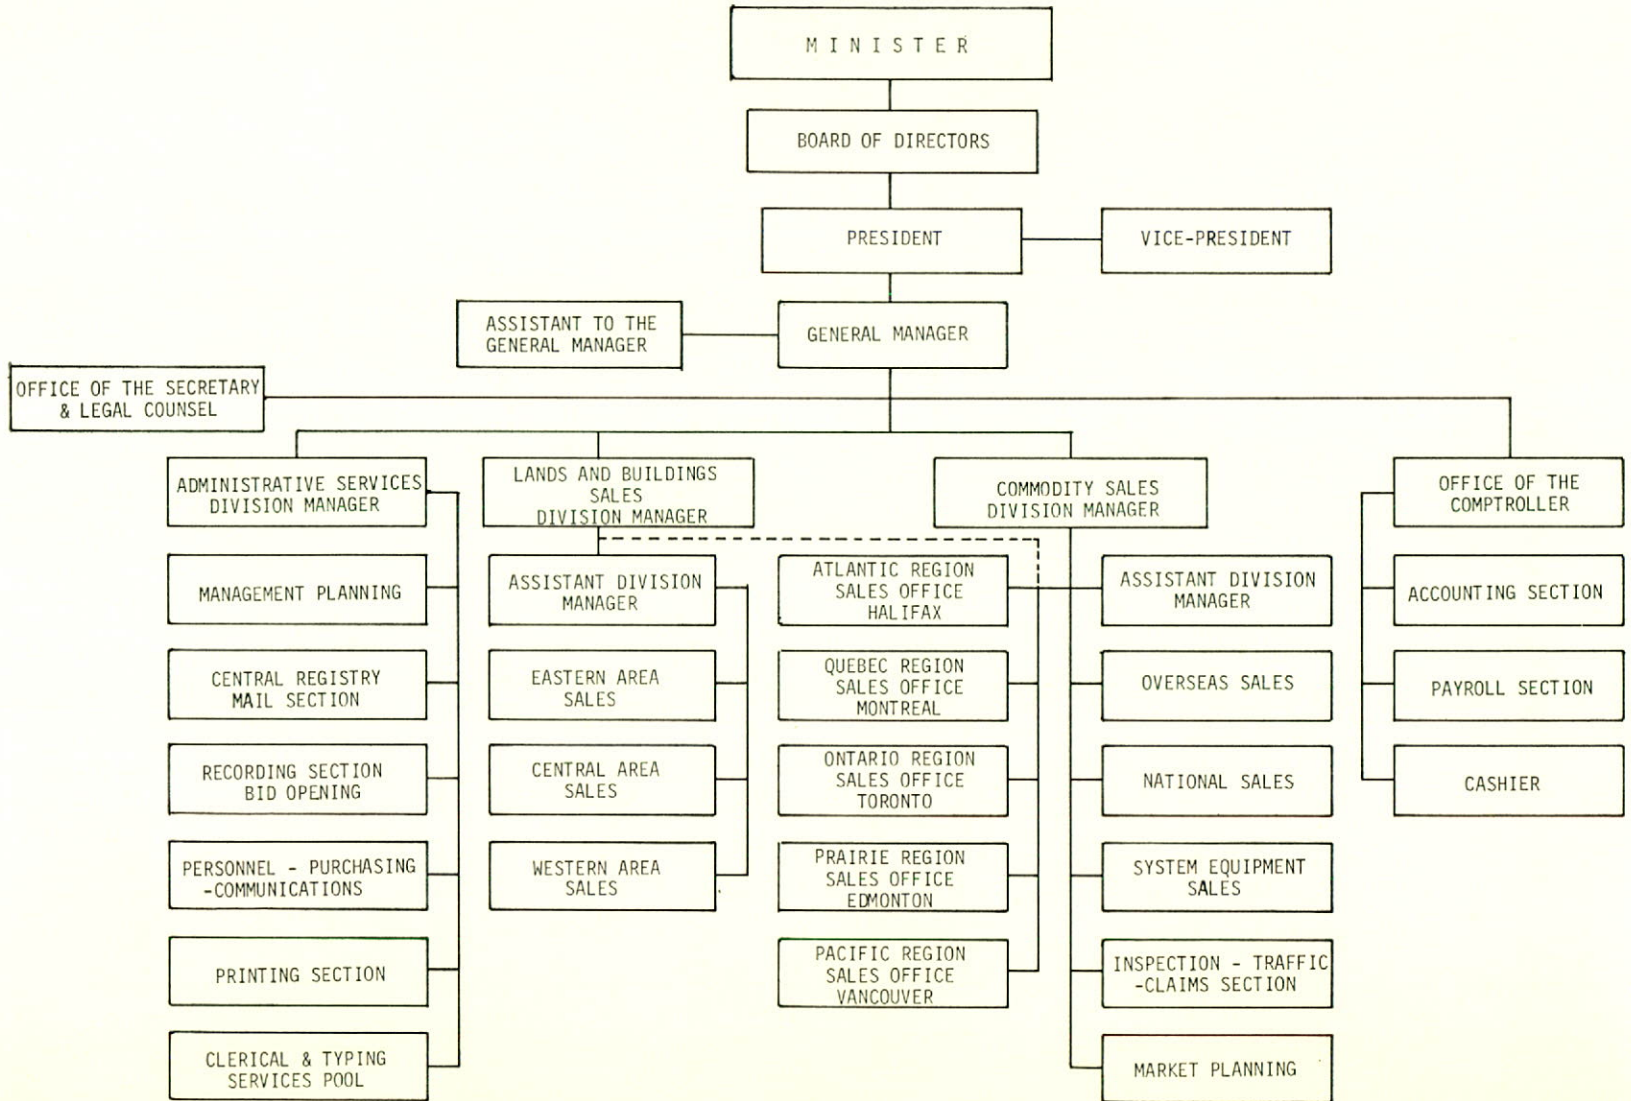 M I N I S T E R
BOARD OF DIRECTORS
PRESIDENT
VICE-PRESIDENT
ASSISTANT TO THE
GENERAL MANAGER
GENERAL MANAGER
OFFICE OF THE SECRETARY
& LEGAL COUNSEL
ADMINISTRATIVE SERVICES
DIVISION MANAGER
MANAGEMENT PLANNING
CENTRAL REGISTRY
MAIL SECTION
RECORDING SECTION
BID OPENING
PERSONNEL - PURCHASING
-COMMUNICATIONS
PRINTING SECTION
CLERICAL & TYPING
SERVICES POOL
LANDS AND BUILDINGS
SALES
DIVISION MANAGER
ASSISTANT DIVISION
MANAGER
EASTERN AREA
SALES
CENTRAL AREA
SALES
WESTERN AREA
SALES
COMMODITY SALES
DIVISION MANAGER
ATLANTIC REGION
SALES OFFICE
HALIFAX
QUEBEC REGION
SALES OFFICE
MONTREAL
ONTARIO REGION
SALES OFFICE
TORONTO
PRAIRIE REGION
SALES OFFICE
EDMONTON
PACIFIC REGION
SALES OFFICE
VANCOUVER
ASSISTANT DIVISION
MANAGER
OVERSEAS SALES
NATIONAL SALES
SYSTEM EQUIPMENT
SALES
INSPECTION - TRAFFIC
-CLAIMS SECTION
MARKET PLANNING
OFFICE OF THE
COMPTROLLER
ACCOUNTING SECTION
PAYROLL SECTION
CASHIER